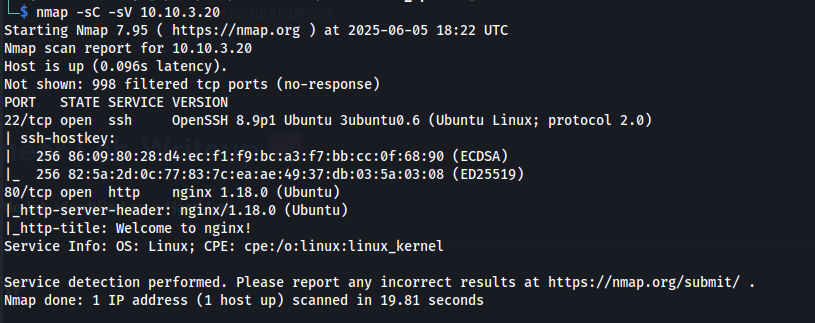 $ nmap -sC -sV 10.10.3.20
Starting Nmap 7.95 ( https://nmap.org ) at 2025-06-05 18:22 UTC
Nmap scan report for 10.10.3.20
Host is up (0.096s latency).
Not shown: 998 filtered tcp ports (no-response)
PORT   STATE SERVICE VERSION
22/tcp open  ssh     OpenSSH 8.9p1 Ubuntu 3ubuntu0.6 (Ubuntu Linux; protocol 2.0)
| ssh-hostkey:
|   256 86:09:80:28:d4:ec:f1:f9:bc:a3:f7:bb:cc:0f:68:90 (ECDSA)
|_  256 82:5a:2d:0c:77:83:7c:ea:ae:49:37:db:03:5a:03:08 (ED25519)
80/tcp open  http    nginx 1.18.0 (Ubuntu)
|_http-server-header: nginx/1.18.0 (Ubuntu)
|_http-title: Welcome to nginx!
Service Info: OS: Linux; CPE: cpe:/o:linux:linux_kernel
Service detection performed. Please report any incorrect results at https://nmap.org/submit/ .
Nmap done: 1 IP address (1 host up) scanned in 19.81 seconds